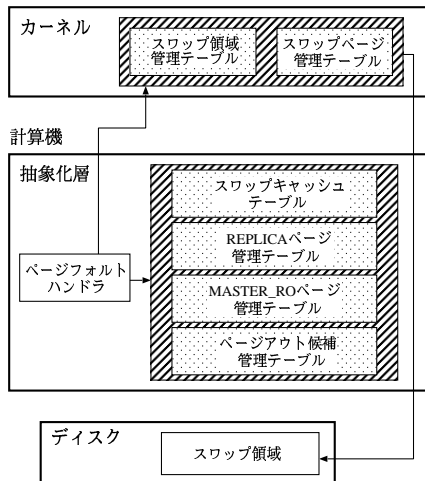 カーネル
スワップ領域
管理テーブル
スワップページ
管理テーブル
計算機
抽象化層
スワップキャッシュ
テーブル
REPLICAページ
管理テーブル
ページフォルト
ハンドラ
MASTER_ROページ
管理テーブル
ページアウト候補
管理テーブル
ディスク
スワップ領域